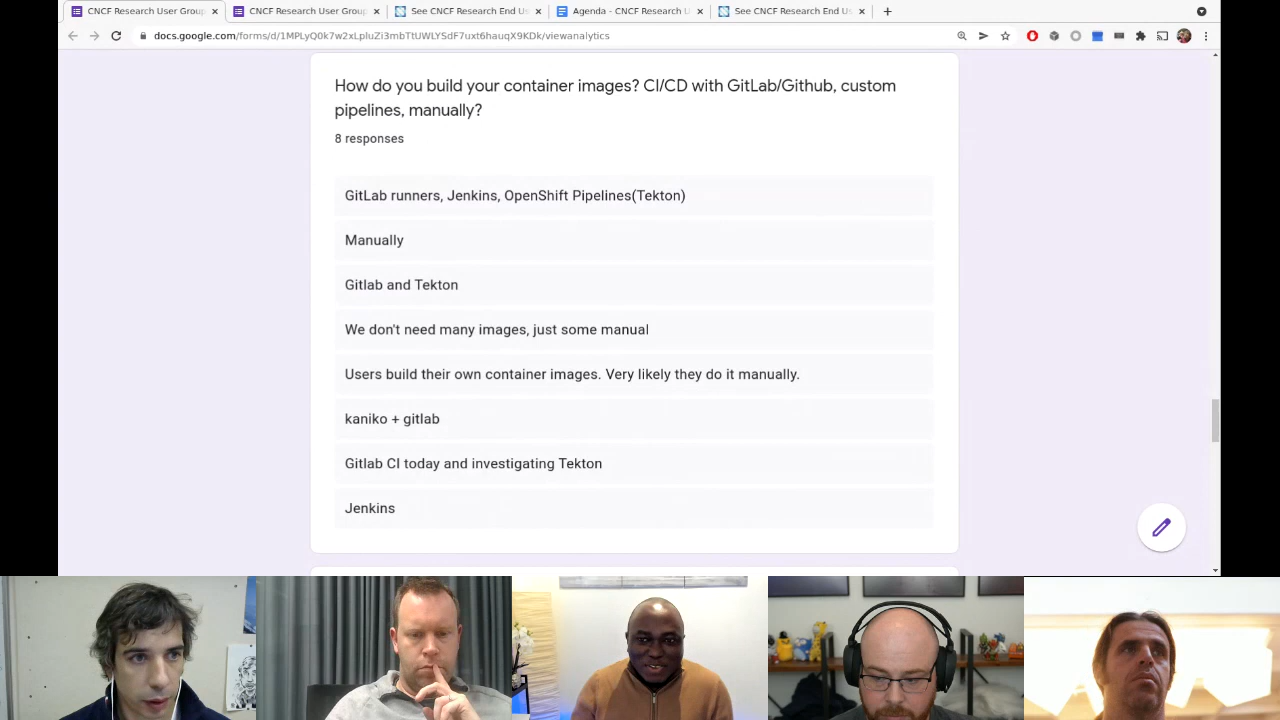 CNCF Research User Group
CNCF Research User Group
See CNCF Research End Us
Agenda - CNCF Research U
See CNCF Research End Us
docs.google.com/forms/d/1MPLyQ0k7w2xLpluZi3mbTtUWLYSdF7uxt6hauqX9KDk/viewanalytics
How do you build your container images? CI/CD with GitLab/Github, custom
pipelines, manually?
8 responses
GitLab runners, Jenkins, OpenShift Pipelines(Tekton)
Manually
Gitlab and Tekton
We don't need many images, just some manual
Users build their own container images. Very likely they do it manually.
kaniko + gitlab
Gitlab CI today and investigating Tekton
Jenkins